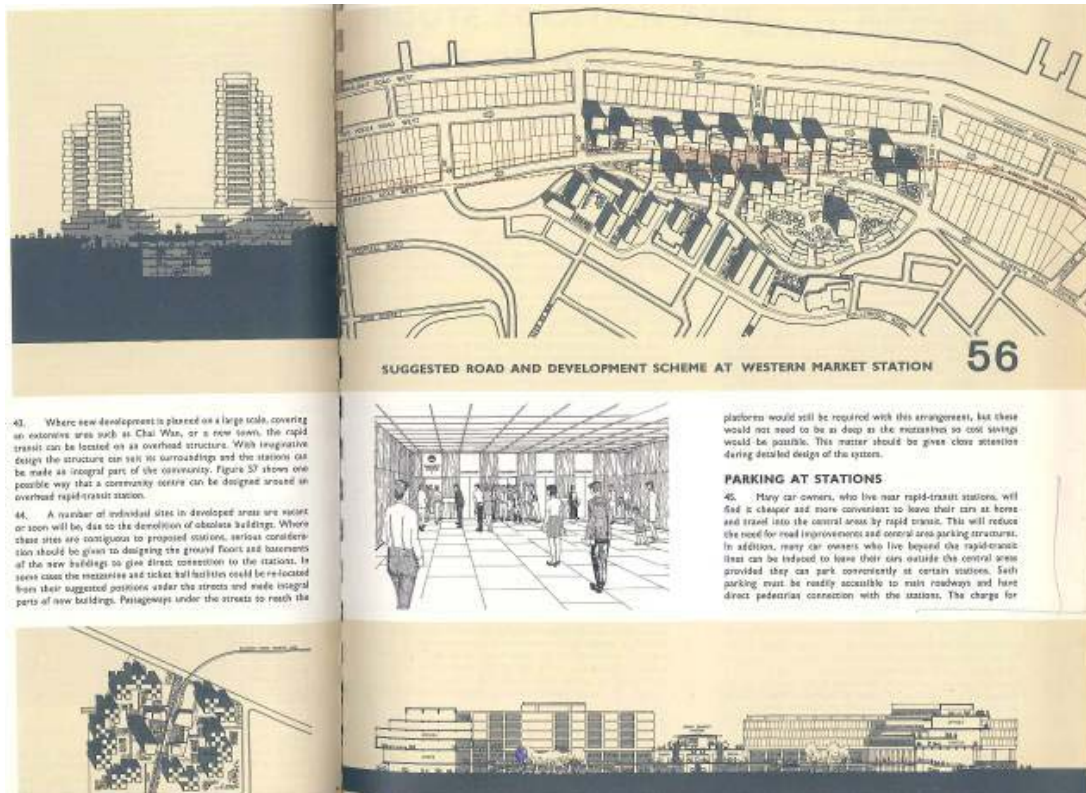 ROAD WEST
QUEEN'S ROAD WEST
STREET
SUGGESTED ROAD AND DEVELOPMENT SCHEME AT WESTERN MARKET STATION 56
43. Where new development is planned on a large scale, covering
an extensive area such as Chai Wan, or a new town, the rapid
transit can be located on an overhead structure. With imaginative
design the structure can suit its surroundings and the stations can
be made an integral part of the community. Figure 57 shows one
possible way that a community centre can be designed around an
overhead rapid-transit station.
44. A number of individual sites in developed areas are vacant
or soon will be, due to the demolition of obsolete buildings. Where
these sites are contiguous to proposed stations, serious considera-
tion should be given to designing the ground floors and basements
of the new buildings to give direct connection to the stations. In
some cases the mezzanine and ticket hall facilities could be re-located
from their suggested positions under the streets and made integral
parts of new buildings. Passageways under the streets to reach the
platforms would still be required with this arrangement, but these
would not need to be as deep as the mezzanines so cost savings
would be possible. This matter should be given close attention
during detailed design of the system.
PARKING AT STATIONS
45. Many car owners, who live near rapid-transit stations, will
find it cheaper and more convenient to leave their cars at home
and travel into the central areas by rapid transit. This will reduce
the need for road improvements and central area parking structures.
In addition, many car owners who live beyond the rapid-transit
lines can be induced to leave their cars outside the central areas
provided they can park conveniently at certain stations. Such
parking must be readily accessible to main roadways and have
direct pedestrian connection with the stations. The charge for